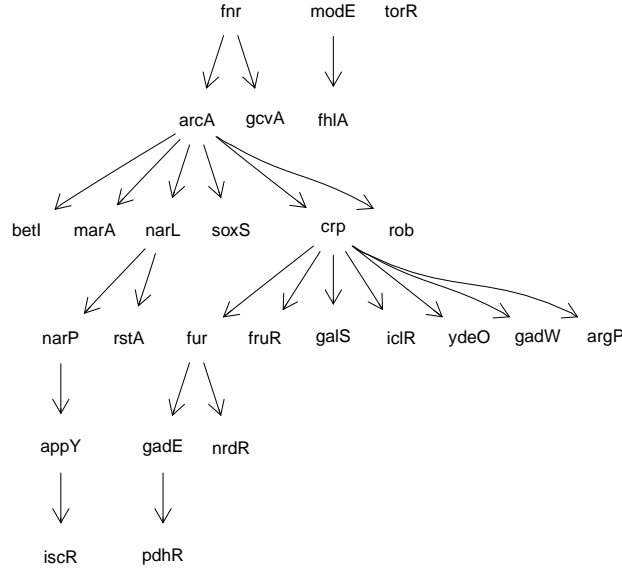 fnr modE torR
arcA gcvA fhlA
betI marA narL soxS crp rob
narP rstA fur fruR galS iclR ydeO gadW argP
appY gadE nrdR
iscR pdhR